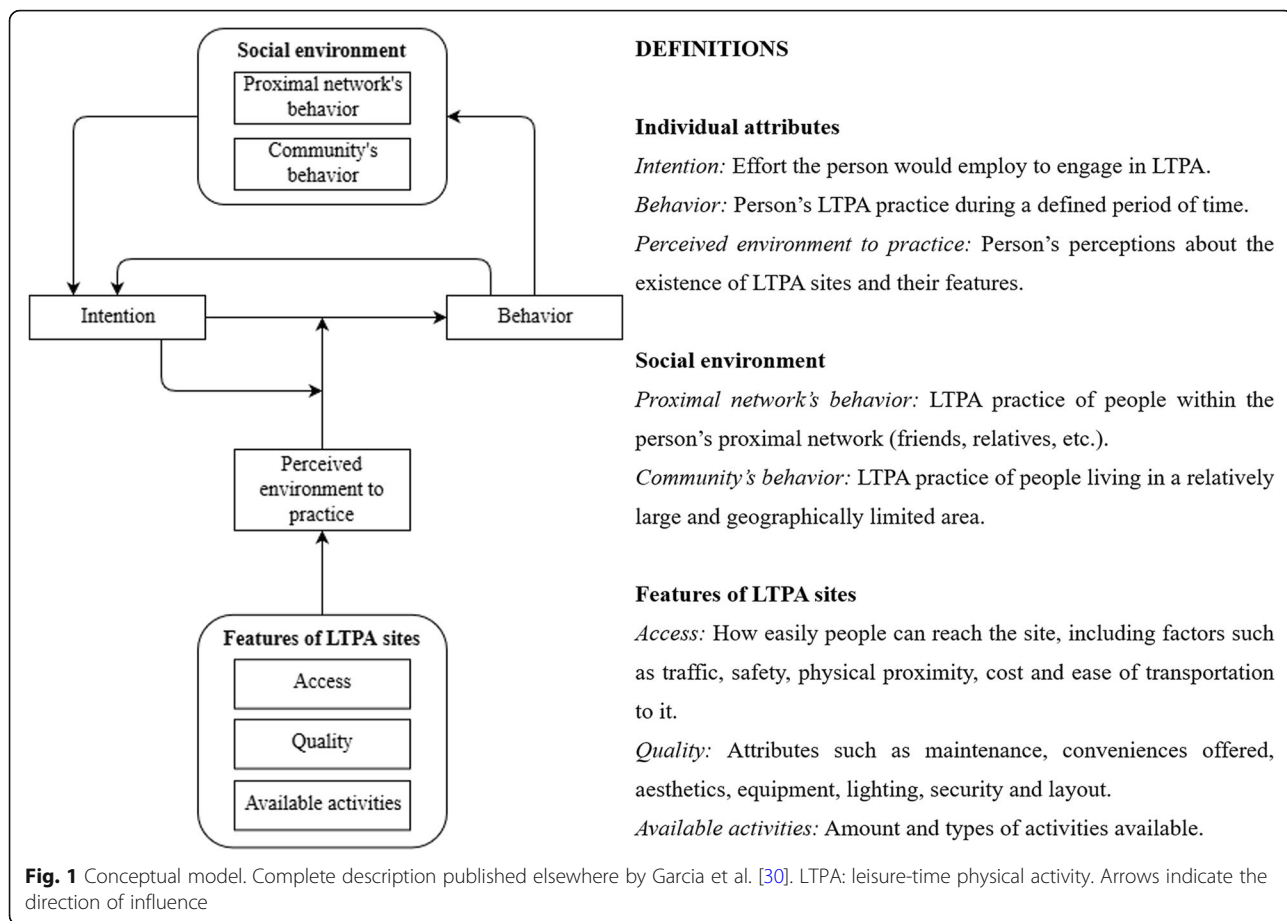 Social environment
Proximal network's
behavior
Community's
behavior
Intention
Behavior
Perceived
environment to
practice
Features of LTPA sites
Access
Quality
Available activities
DEFINITIONS
Individual attributes
Intention: Effort the person would employ to engage in LTPA.
Behavior: Person's LTPA practice during a defined period of time.
Perceived environment to practice: Person's perceptions about the
existence of LTPA sites and their features.
Social environment
Proximal network's behavior: LTPA practice of people within the
person's proximal network (friends, relatives, etc.).
Community's behavior: LTPA practice of people living in a relatively
large and geographically limited area.
Features of LTPA sites
Access: How easily people can reach the site, including factors such
as traffic, safety, physical proximity, cost and ease of transportation
to it.
Quality: Attributes such as maintenance, conveniences offered,
aesthetics, equipment, lighting, security and layout.
Available activities: Amount and types of activities available.
Fig. 1 Conceptual model. Complete description published elsewhere by Garcia et al. [30]. LTPA: leisure-time physical activity. Arrows indicate the
direction of influence